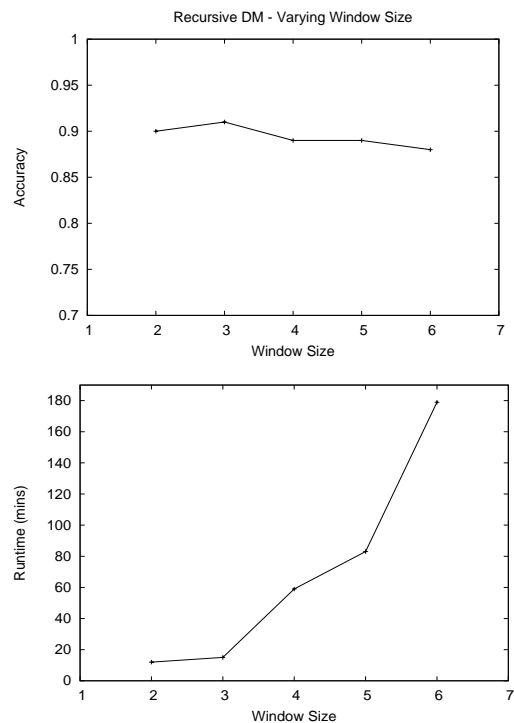 Recursive DM - Varying Window Size
1
0.95
0.9
0.85
0.8
0.75
0.7
Accuracy
1 2 3 4 5 6 7
Window Size
180
160
140
120
100
80
60
40
20
0
Runtime (mins)
1 2 3 4 5 6 7
Window Size